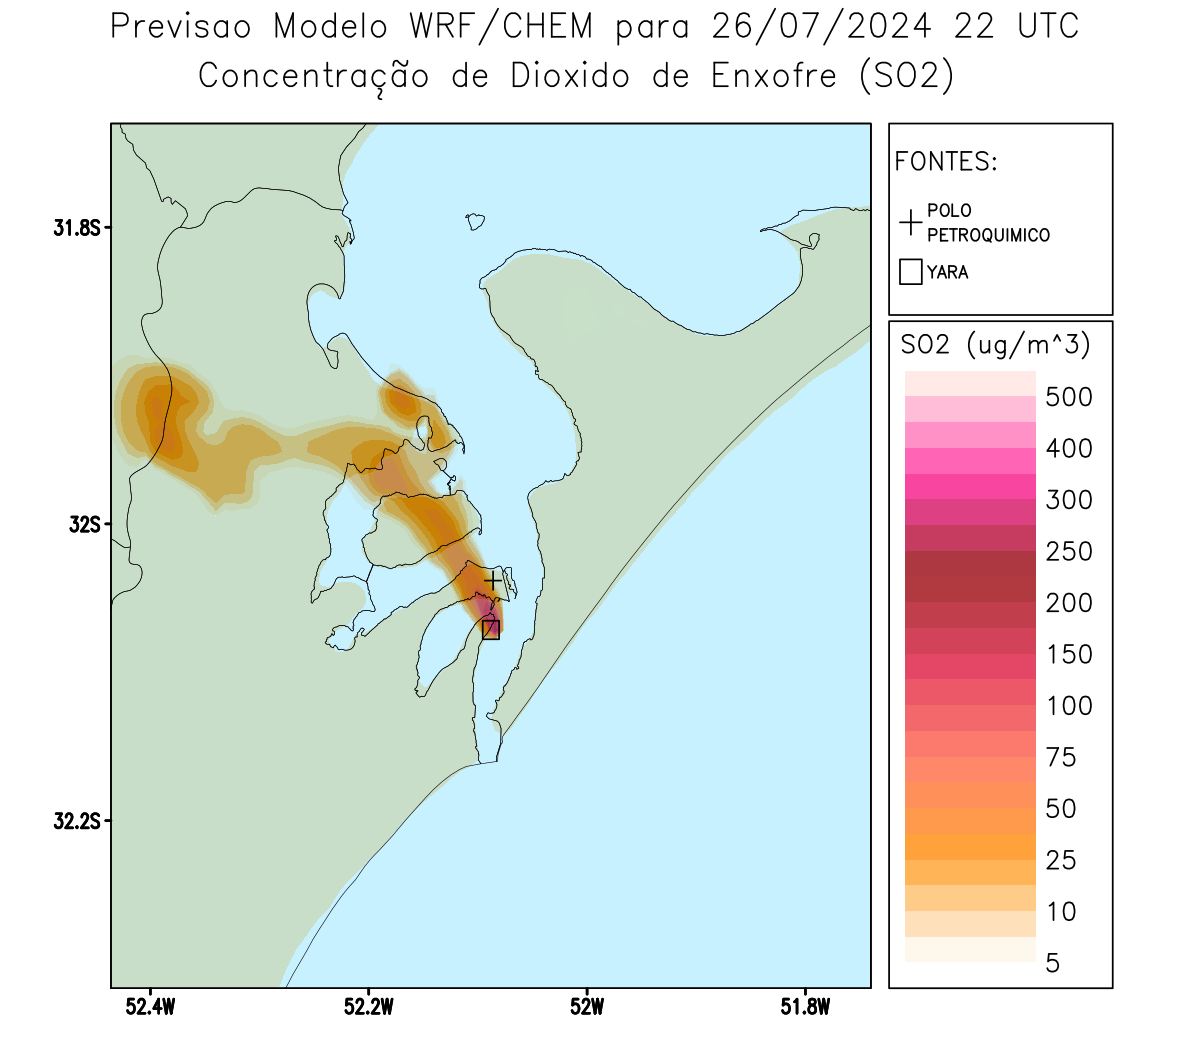 Previsao Modelo WRF/CHEM para 26/07/2024 22 UTC
Concentração de Dioxido de Enxofre (SO2)
FONTES:
POLO
PETROQUIMICO
YARA
SO2 (ug/m^3)
500
400
300
250
200
150
100
75
50
25
10
5
31.8S
32S
32.2S
52.4W
52.2W
52W
51.8W